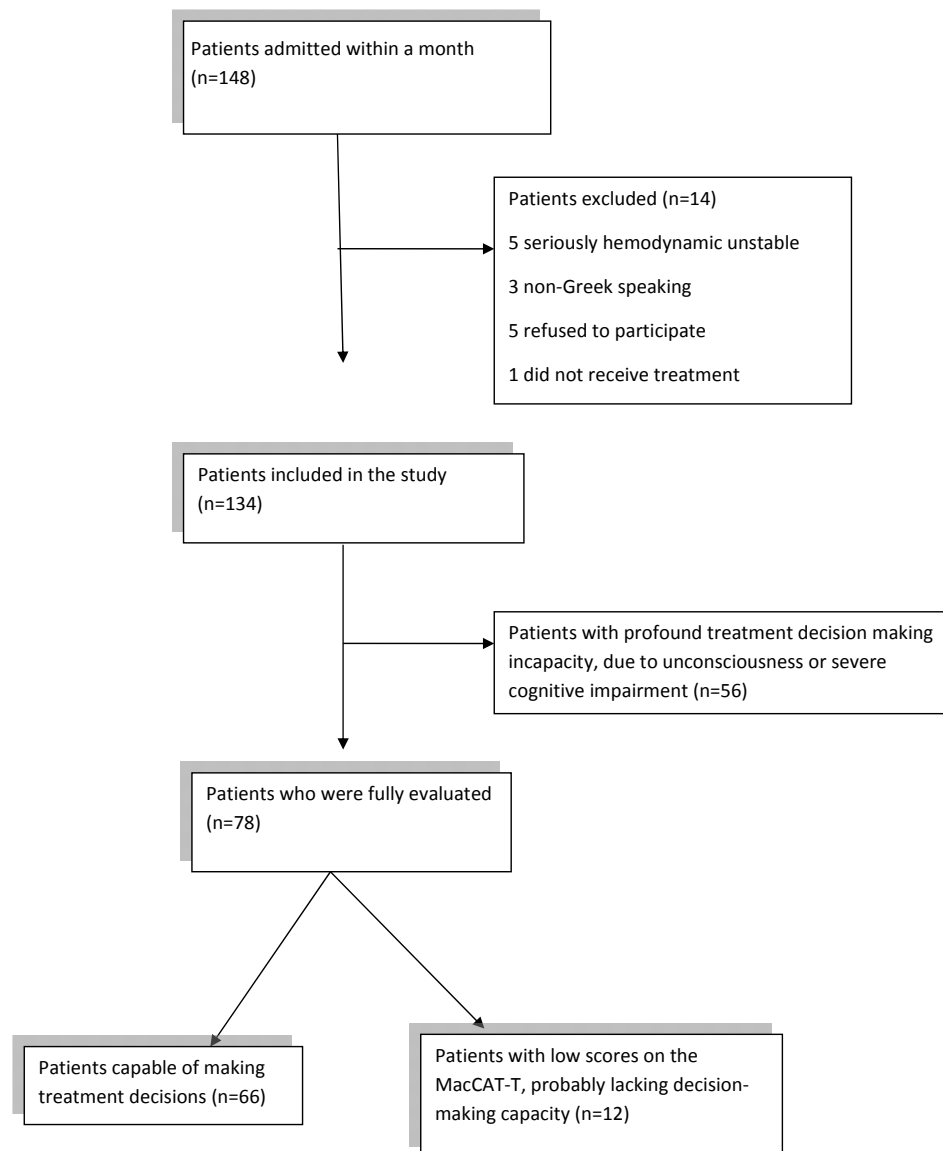 Patients admitted within a month
(n=148)
Patients excluded (n=14)
5 seriously hemodynamic unstable
3 non-Greek speaking
5 refused to participate
1 did not receive treatment
Patients included in the study
(n=134)
Patients with profound treatment decision making
incapacity, due to unconsciousness or severe
cognitive impairment (n=56)
Patients who were fully evaluated
(n=78)
Patients capable of making
treatment decisions (n=66)
Patients with low scores on the
MacCAT-T, probably lacking decision-
making capacity (n=12)